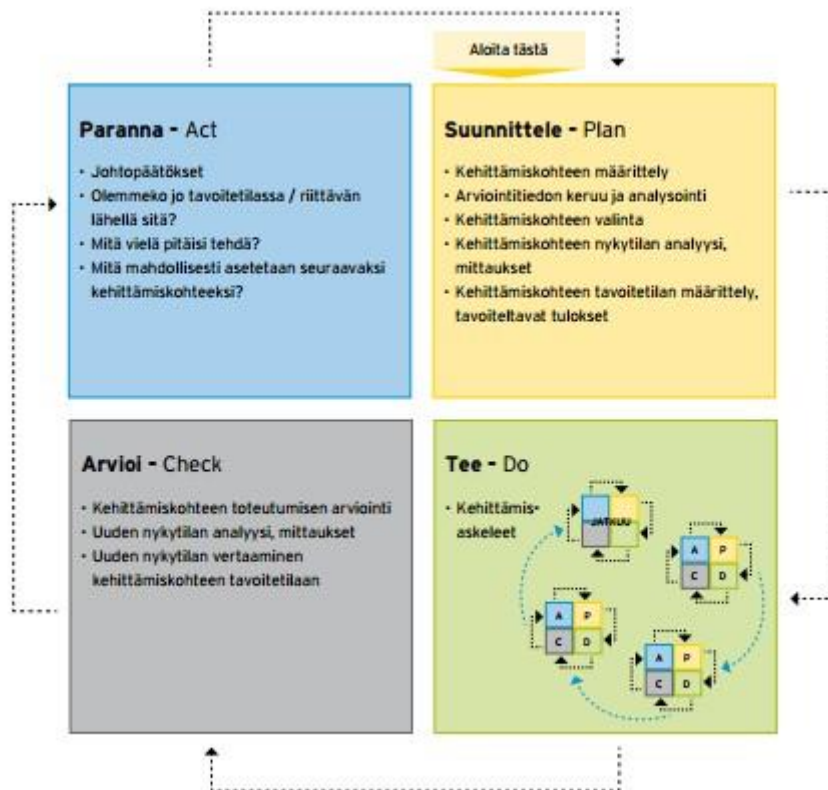 Aloita tästä
Paranna - Act
• Johtopäätökset
• Olemmeko jo tavoitetilassa / riittävän
lähellä sitä?
• Mitä vielä pitäisi tehdä?
• Mitä mahdollisesti asetetaan seuraavaksi
kehittämiskohteeksi?
Suunnittele - Plan
• Kehittämiskohteen määrittely
• Arviointitiedon keruu ja analysointi
• Kehittämiskohteen valinta
• Kehittämiskohteen nykytilan analyysi,
mittaukset
• Kehittämiskohteen tavoitetilan määrittely,
tavoiteltavat tulokset
Arvioi - Check
• Kehittämiskohteen toteutumisen arviointi
• Uuden nykytilan analyysi, mittaukset
• Uuden nykytilan vertaaminen
kehittämiskohteen tavoitetilaan
Tee - Do
• Kehittämis-
askeleet
JATKUU
A P
C D
A P
C D
A P
C D